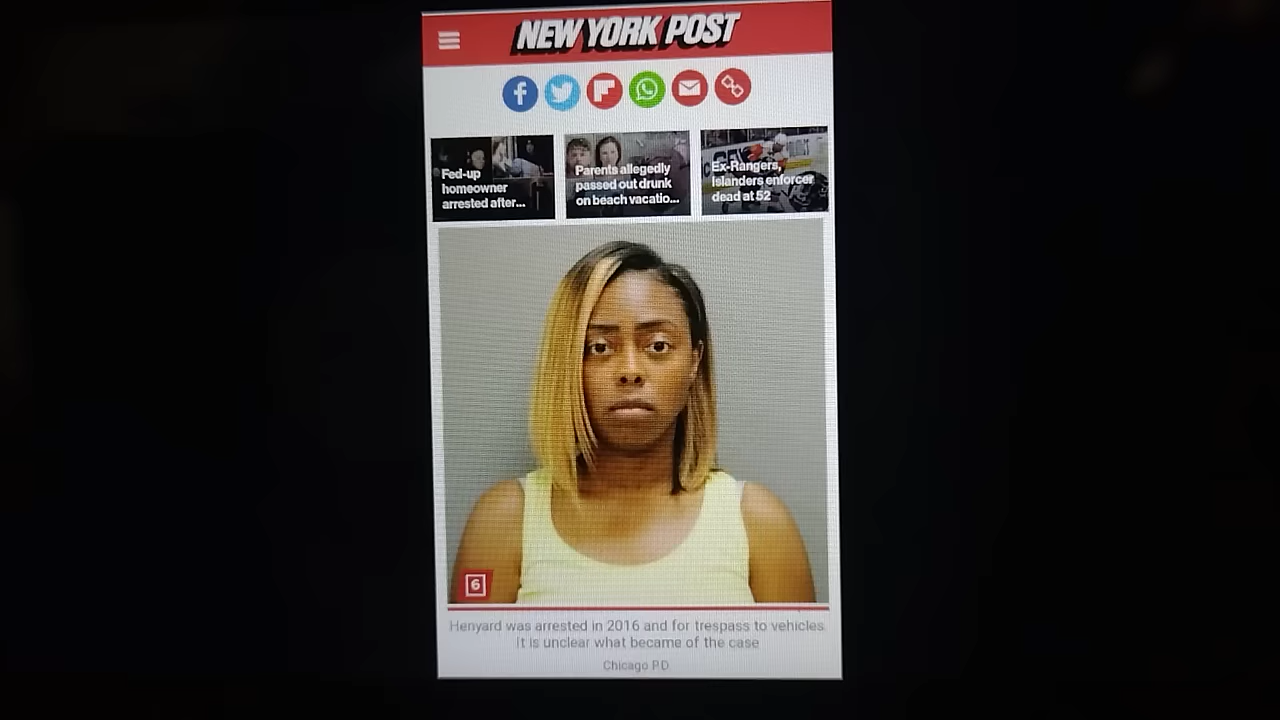 NEW YORK POST
Fed-up
homeowner
arrested after...
Parents allegedly
passed out drunk
on beach vacatio...
Ex-Rangers,
Islanders enforcer
dead at 52
6
Henyard was arrested in 2016 and for trespass to vehicles.
It is unclear what became of the case
Chicago PD